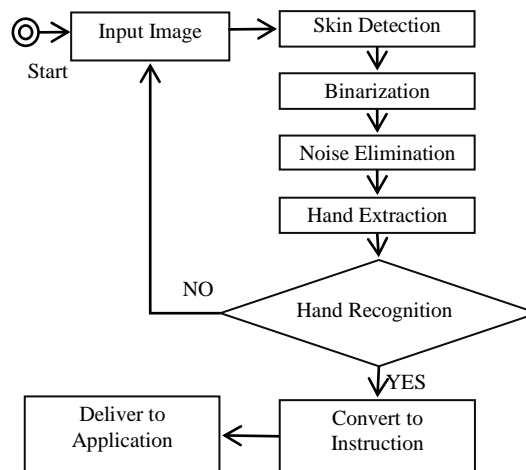 Start
Input Image
Skin Detection
Binarization
Noise Elimination
Hand Extraction
Hand Recognition
NO
YES
Convert to
Instruction
Deliver to
Application